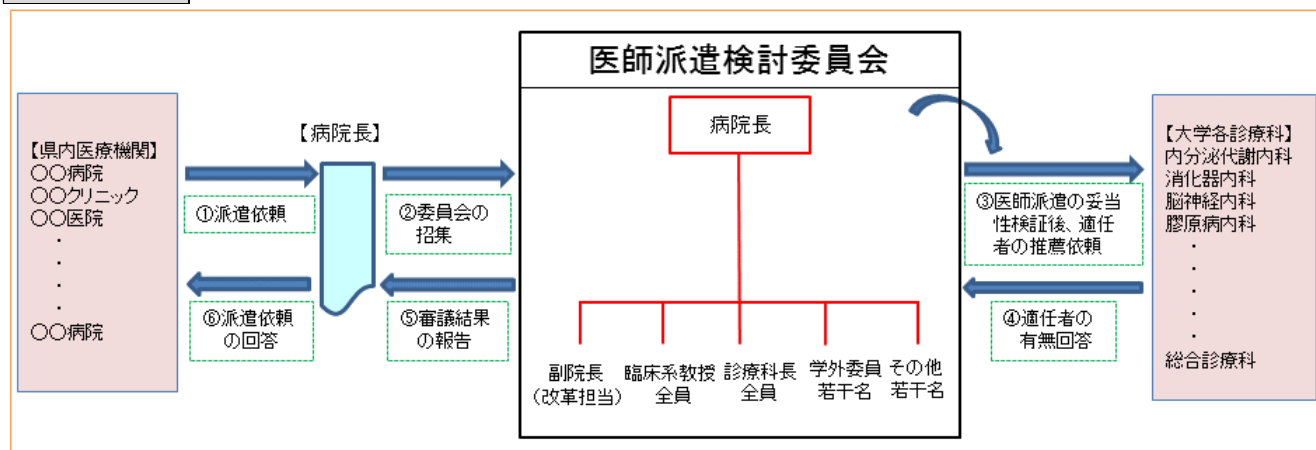 医師派遣検討委員会
【県内医療機関】
〇〇病院
〇〇クリニック
〇〇医院
・
・
・
・
〇〇病院
①派遣依頼
⑥派遣依頼
の回答
【病院長】
②委員会の
招集
⑤審議結果
の報告
病院長
副院長
(改革担当)
臨床系教授
全員
診療科長
全員
学外委員
若干名
その他
若干名
③医師派遣の妥当
性検証後、適任
者の推薦依頼
④適任者の
有無回答
【大学各診療科】
内分泌代謝内科
消化器内科
脳神経内科
膠原病内科
・
・
・
・
・
総合診療科